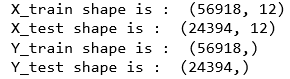 X_train shape is :  (56918, 12)
X_test shape is :  (24394, 12)
Y_train shape is :  (56918,)
Y_test shape is :  (24394,)